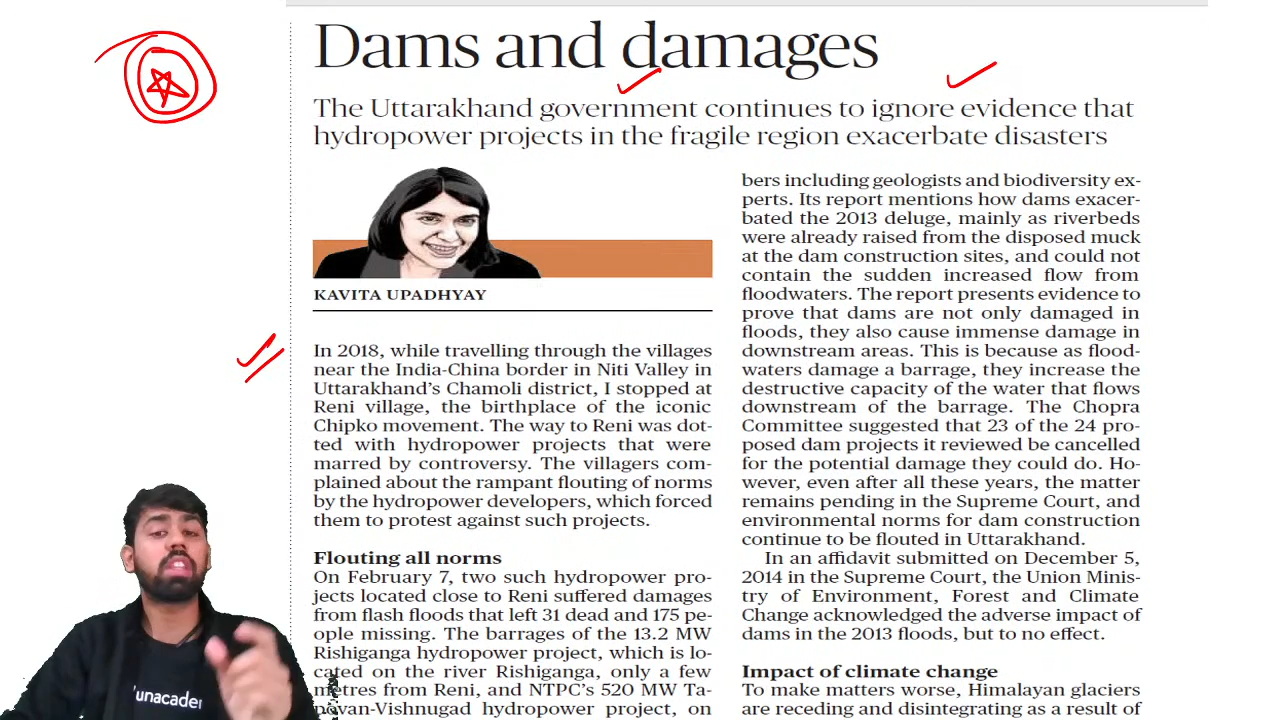 Dams and damages
The Uttarakhand government continues to ignore evidence that
hydropower projects in the fragile region exacerbate disasters
KAVITA UPADHYAY
In 2018, while travelling through the villages
near the India-China border in Niti Valley in
Uttarakhand's Chamoli district, I stopped at
Reni village, the birthplace of the iconic
Chipko movement. The way to Reni was dot-
ted with hydropower projects that were
marred by controversy. The villagers com-
plained about the rampant flouting of norms
by the hydropower developers, which forced
them to protest against such projects.
Flouting all norms
On February 7, two such hydropower pro-
jects located close to Reni suffered damages
from flash floods that left 31 dead and 175 pe-
ople missing. The barrages of the 13.2 MW
Rishiganga hydropower project, which is lo-
cated on the river Rishiganga, only a few
metres from Reni, and NTPC's 520 MW Ta-
povan-Vishnugad hydropower project, on
bers including geologists and biodiversity ex-
perts. Its report mentions how dams exacer-
bated the 2013 deluge, mainly as riverbeds
were already raised from the disposed muck
at the dam construction sites, and could not
contain the sudden increased flow from
floodwaters. The report presents evidence to
prove that dams are not only damaged in
floods, they also cause immense damage in
downstream areas. This is because as flood-
waters damage a barrage, they increase the
destructive capacity of the water that flows
downstream of the barrage. The Chopra
Committee suggested that 23 of the 24 pro-
posed dam projects it reviewed be cancelled
for the potential damage they could do. Ho-
wever, even after all these years, the matter
remains pending in the Supreme Court, and
environmental norms for dam construction
continue to be flouted in Uttarakhand.
In an affidavit submitted on December 5,
2014 in the Supreme Court, the Union Minis-
try of Environment, Forest and Climate
Change acknowledged the adverse impact of
dams in the 2013 floods, but to no effect.
Impact of climate change
To make matters worse, Himalayan glaciers
are receding and disintegrating as a result of
unacader